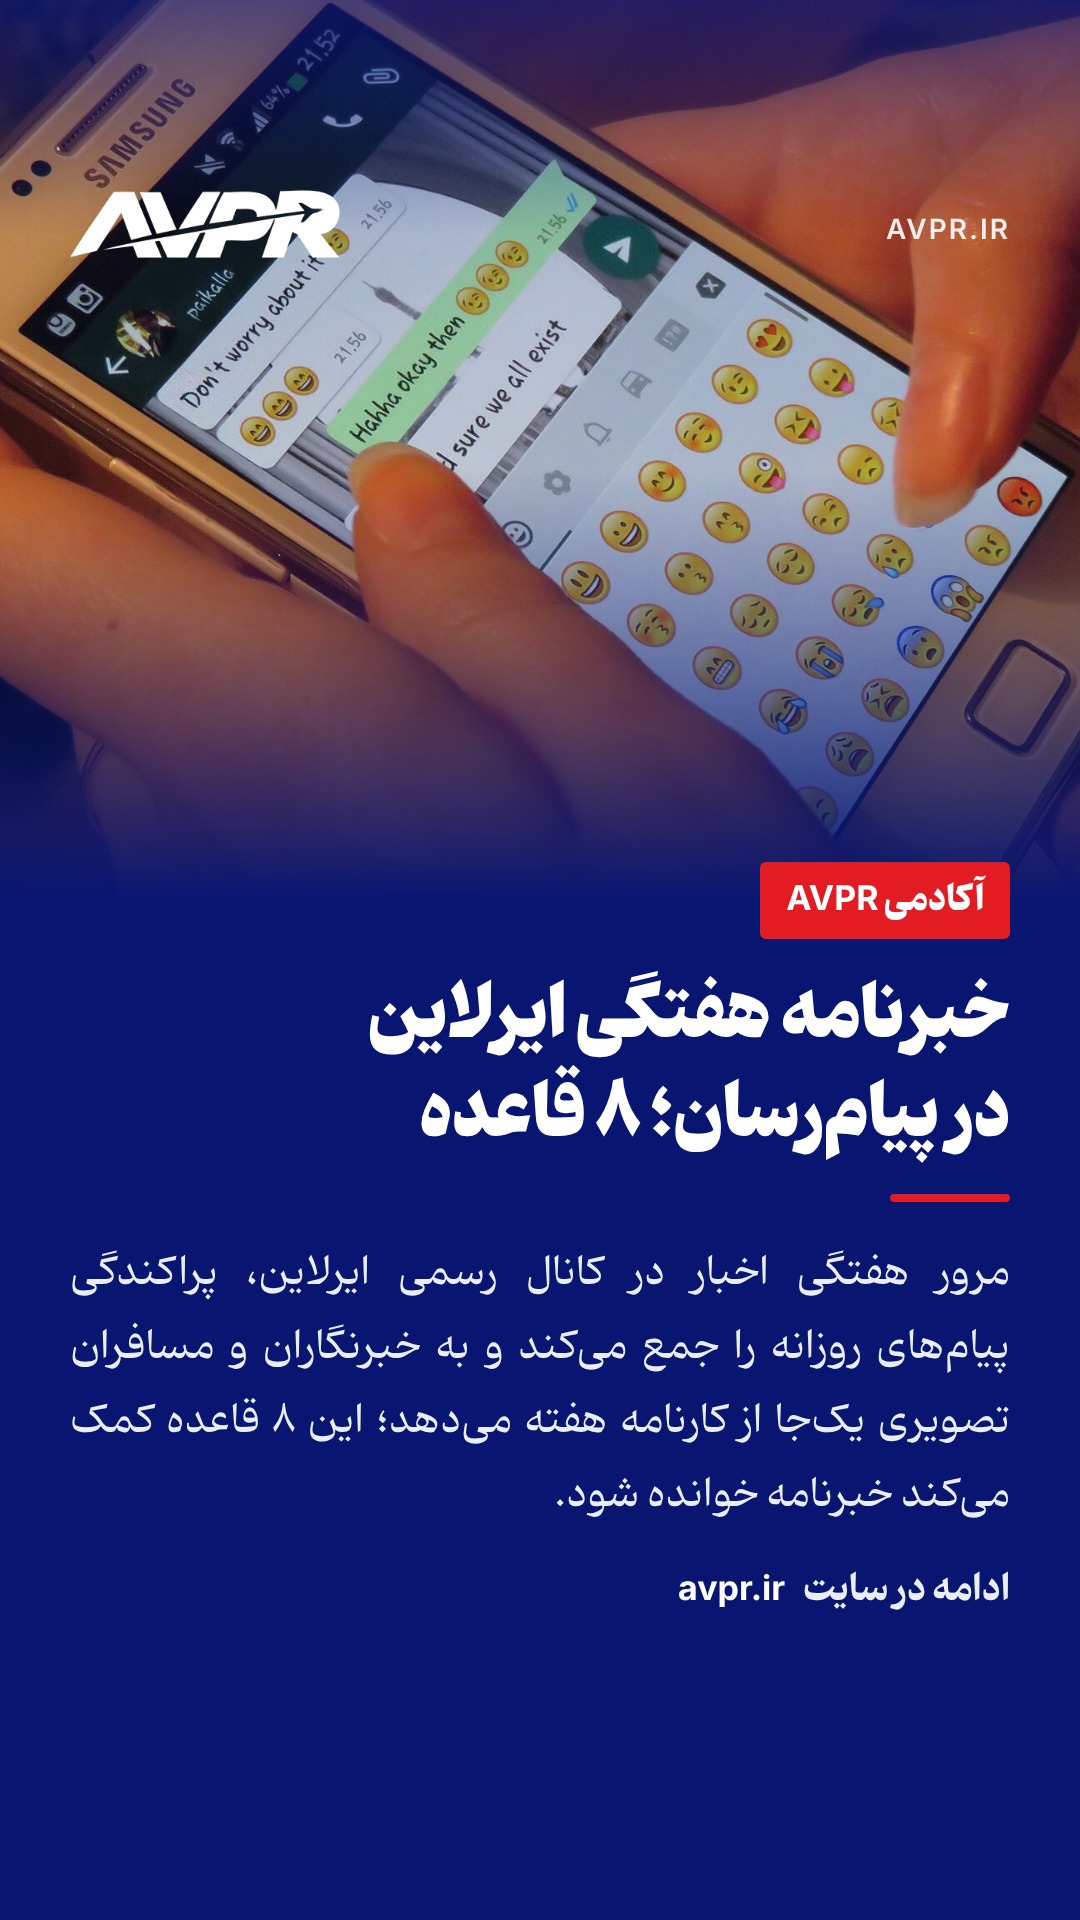 SAMSUNG
64% 21.52
AVPR
AVPR.IR
paikalla
Don't worry about it
21.56
21.56
Hahha okay then
21.56
d sure we all exist
آکادمی AVPR
خبرنامه هفتگی ایرلاین
در پیام‌رسان؛ ۸ قاعده
مرور هفتگی اخبار در کانال رسمی ایرلاین، پراکندگی
پیام‌های روزانه را جمع می‌کند و به خبرنگاران و مسافران
تصویری یک‌جا از کارنامه هفته می‌دهد؛ این ۸ قاعده کمک
می‌کند خبرنامه خوانده شود.
ادامه در سایت avpr.ir